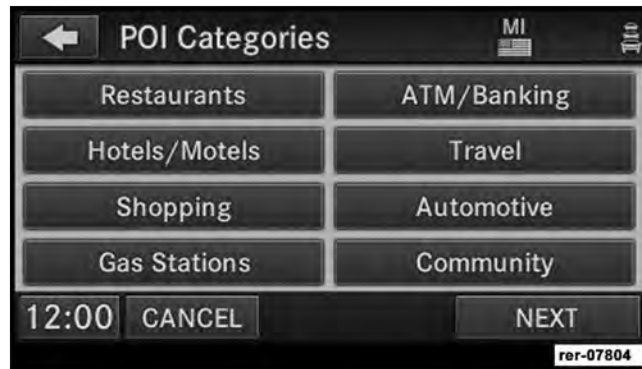 POI Categories MI
Restaurants ATM/Banking
Hotels/Motels Travel
Shopping Automotive
Gas Stations Community
12:00 CANCEL NEXT
rer-07804